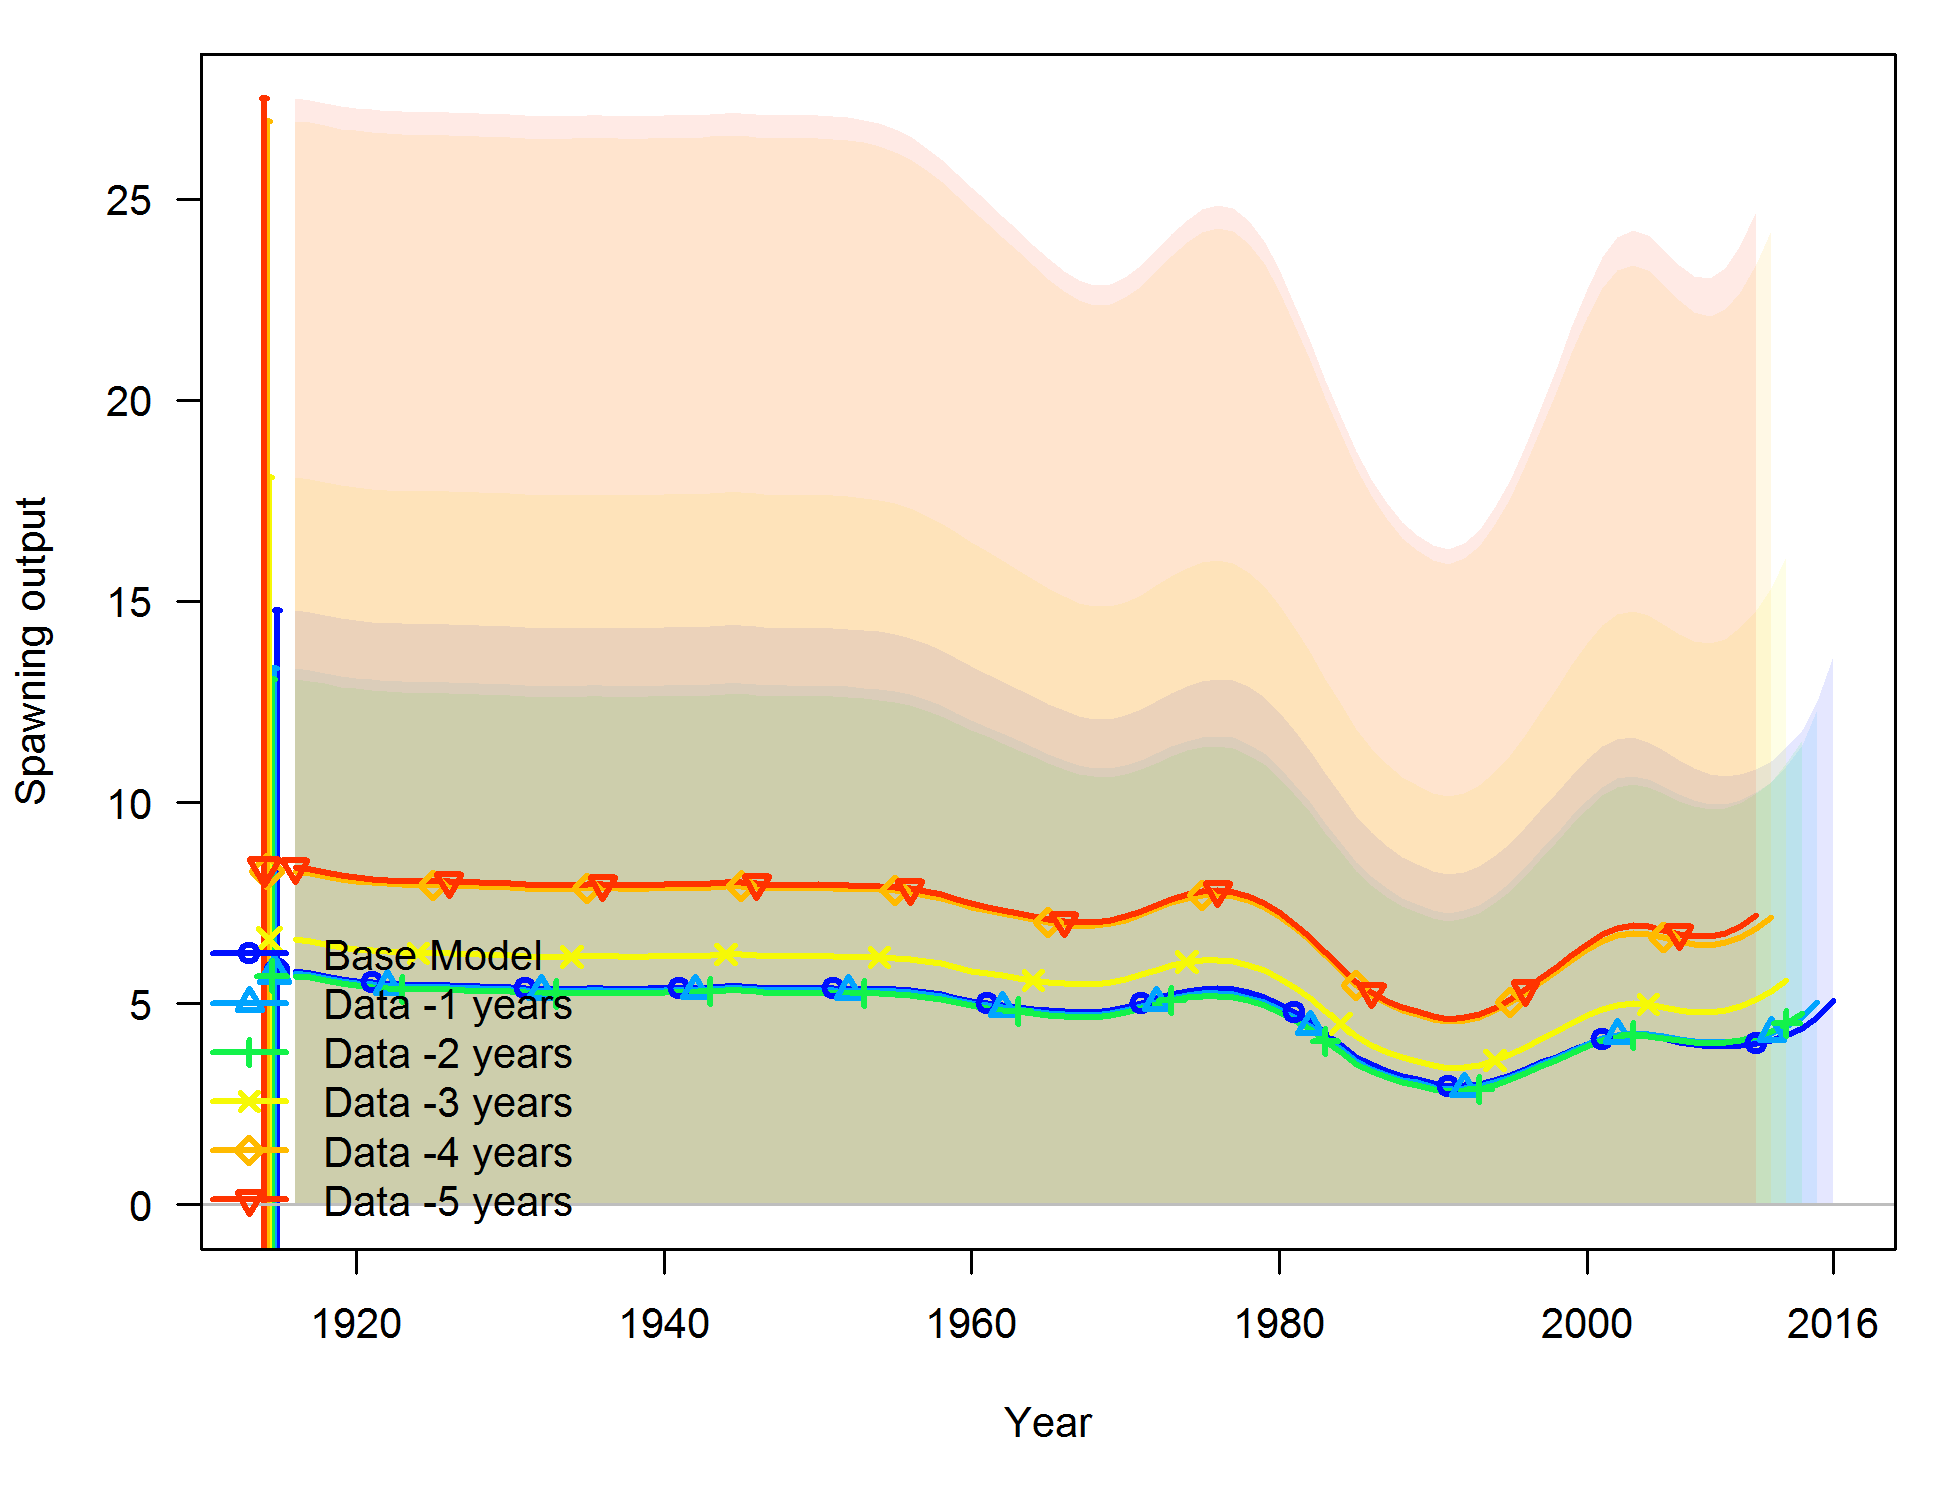 Spawning output
25
20
15
10
5
0
Base Model
Data -1 years
Data -2 years
Data -3 years
Data -4 years
Data -5 years
1920 1940 1960 1980 2000 2016
Year